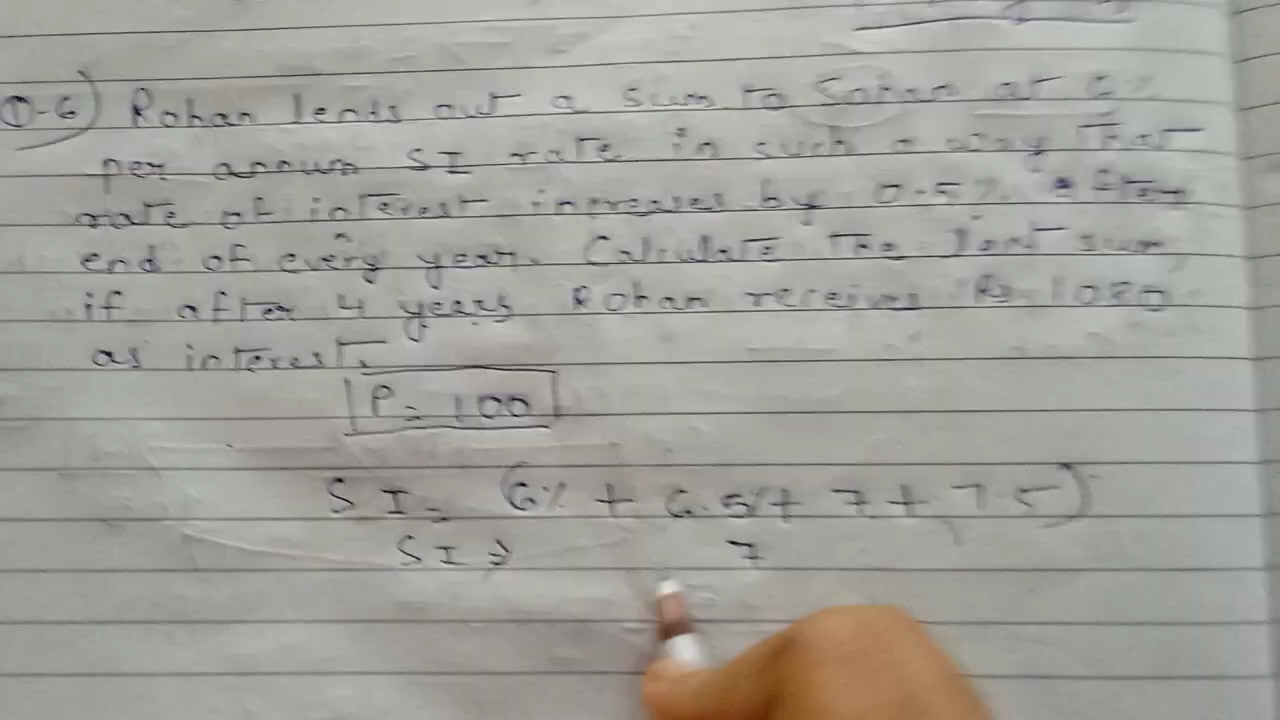 Q-6) Rohan lends out a sum to Sohan at 6%
per annum SI rate in such a way that
rate of interest increases by 0.5% after
end of every year. Calculate the lent sum
if after 4 years Rohan receives Rs. 1080
as interest.
P = 100
SI = (6% + 6.5% + 7 + 7.5)
SI → 7